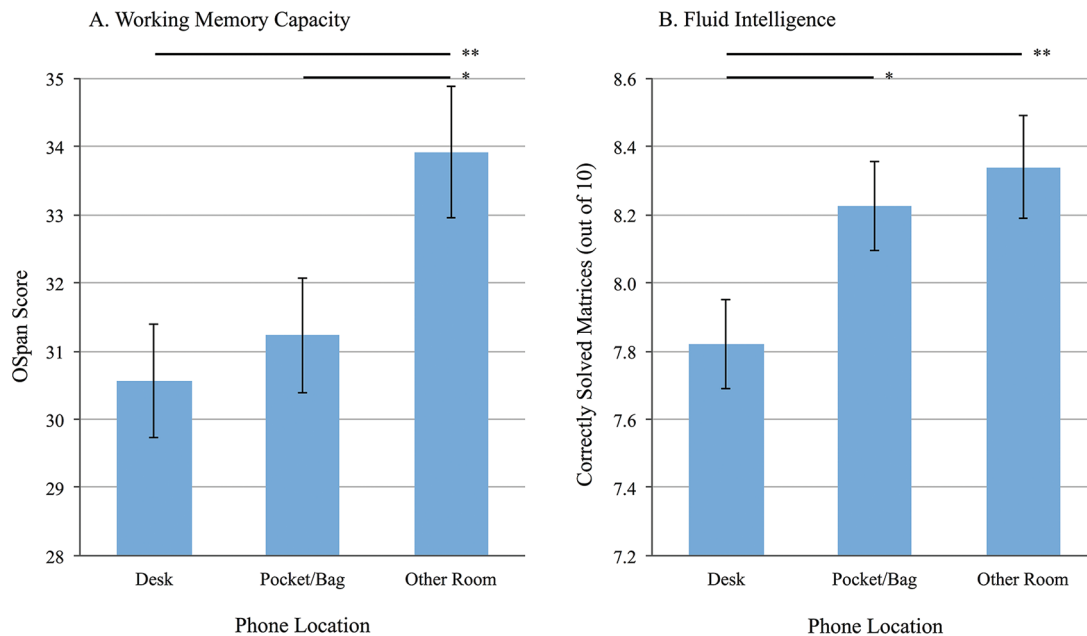 A. Working Memory Capacity
**
*
35
34
33
32
31
30
29
28
OSpan Score
Desk
Pocket/Bag
Other Room
Phone Location
B. Fluid Intelligence
**
*
8.6
8.4
8.2
8.0
7.8
7.6
7.4
7.2
Correctly Solved Matrices (out of 10)
Desk
Pocket/Bag
Other Room
Phone Location